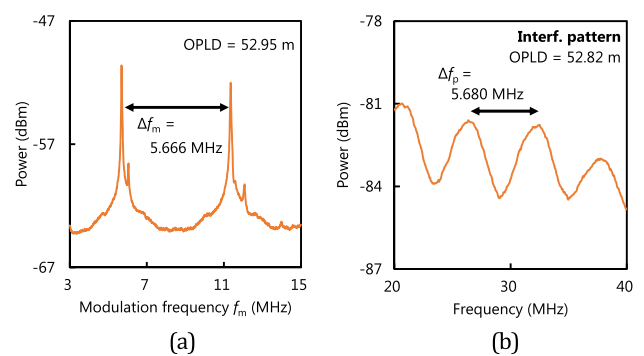 -47
-57
-67
Power (dBm)
OPLD = 52.95 m
Δfm =
5.666 MHz
3 7 11 15
Modulation frequency fm (MHz)
(a)
-78
-81
-84
-87
Power (dBm)
Interf. pattern
OPLD = 52.82 m
Δfp =
5.680 MHz
20 30 40
Frequency (MHz)
(b)